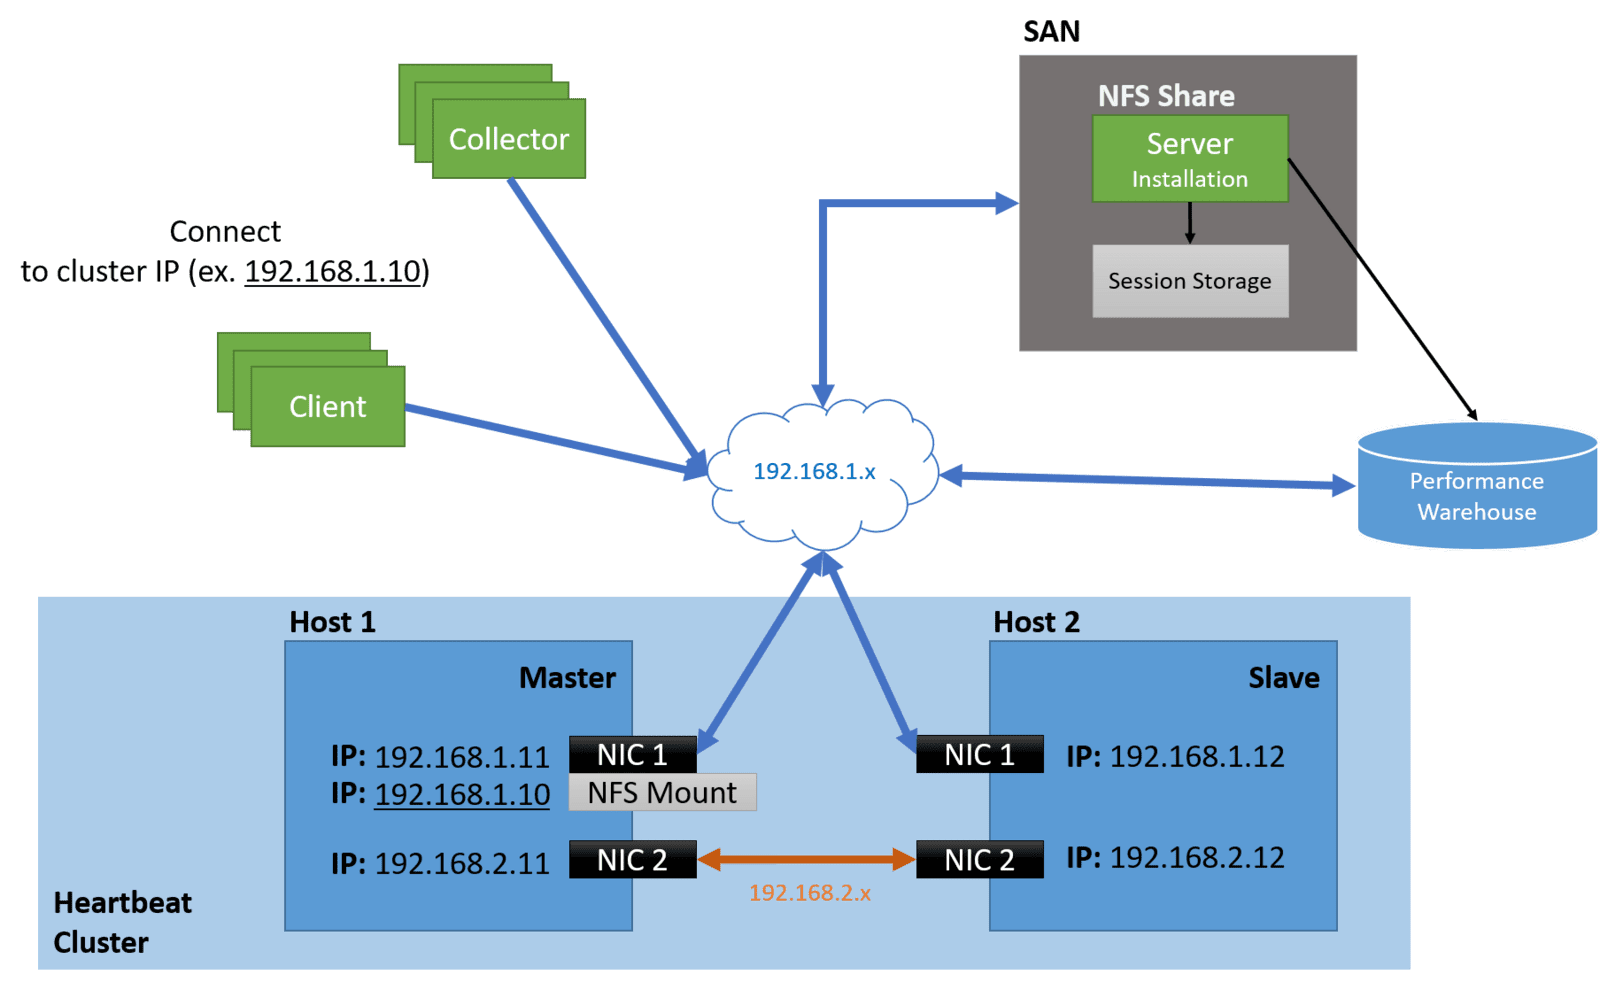 SAN
NFS Share
Server
Installation
Session Storage
Collector
Connect
to cluster IP (ex. 192.168.1.10)
Client
192.168.1.x
Performance
Warehouse
Host 1
Master
IP: 192.168.1.11
NIC 1
IP: 192.168.1.10
NFS Mount
IP: 192.168.2.11
NIC 2
192.168.2.x
Host 2
Slave
NIC 1
IP: 192.168.1.12
NIC 2
IP: 192.168.2.12
Heartbeat
Cluster